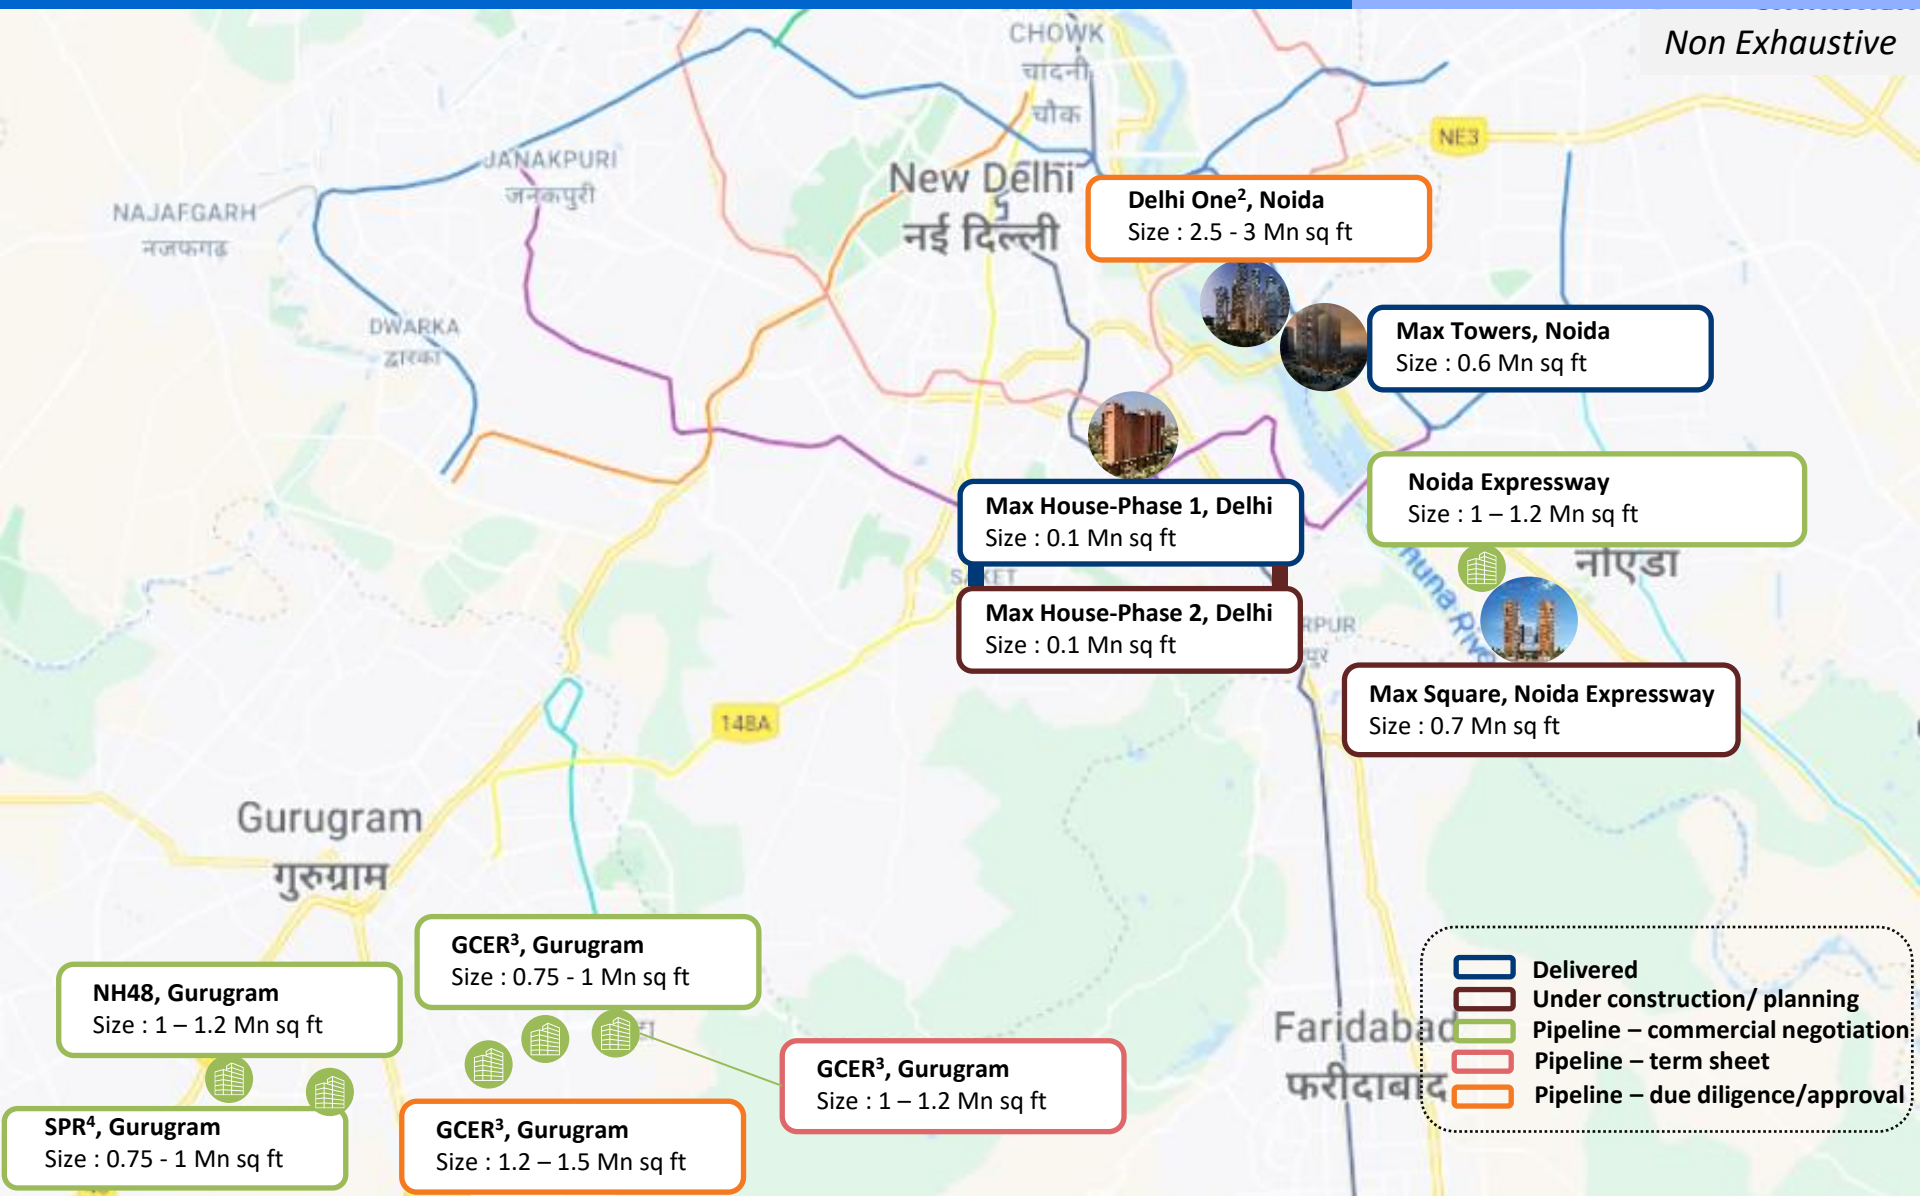 Non Exhaustive
CHOWK
चांदनी
चौक
NE3
JANAKPURI
जनकपुरी
New Delhi
नई दिल्ली
NAJAFGARH
नजफगढ़
Delhi One², Noida
Size : 2.5 - 3 Mn sq ft
DWARKA
द्वारका
Max Towers, Noida
Size : 0.6 Mn sq ft
Max House-Phase 1, Delhi
Size : 0.1 Mn sq ft
Noida Expressway
Size : 1 – 1.2 Mn sq ft
नोएडा
SAKET
Max House-Phase 2, Delhi
Size : 0.1 Mn sq ft
RPUR
पुर
muna Rive
Max Square, Noida Expressway
Size : 0.7 Mn sq ft
148A
Gurugram
गुरुग्राम
GCER³, Gurugram
Size : 0.75 - 1 Mn sq ft
NH48, Gurugram
Size : 1 – 1.2 Mn sq ft
GCER³, Gurugram
Size : 1 – 1.2 Mn sq ft
SPR⁴, Gurugram
Size : 0.75 - 1 Mn sq ft
GCER³, Gurugram
Size : 1.2 – 1.5 Mn sq ft
Faridabad
फरीदाबाद
Delivered
Under construction/ planning
Pipeline – commercial negotiation
Pipeline – term sheet
Pipeline – due diligence/approval